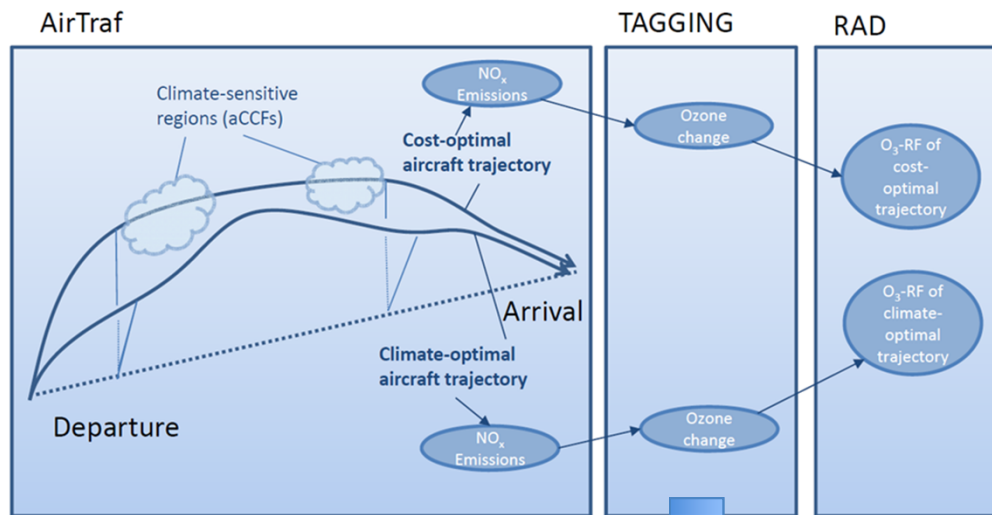 AirTraf
TAGGING
RAD
Climate-sensitive
regions (aCCFs)
NOₓ
Emissions
Cost-optimal
aircraft trajectory
Ozone
change
O₃-RF of
cost-
optimal
trajectory
Arrival
O₃-RF of
climate-
optimal
trajectory
Climate-optimal
aircraft trajectory
Departure
NOₓ
Emissions
Ozone
change